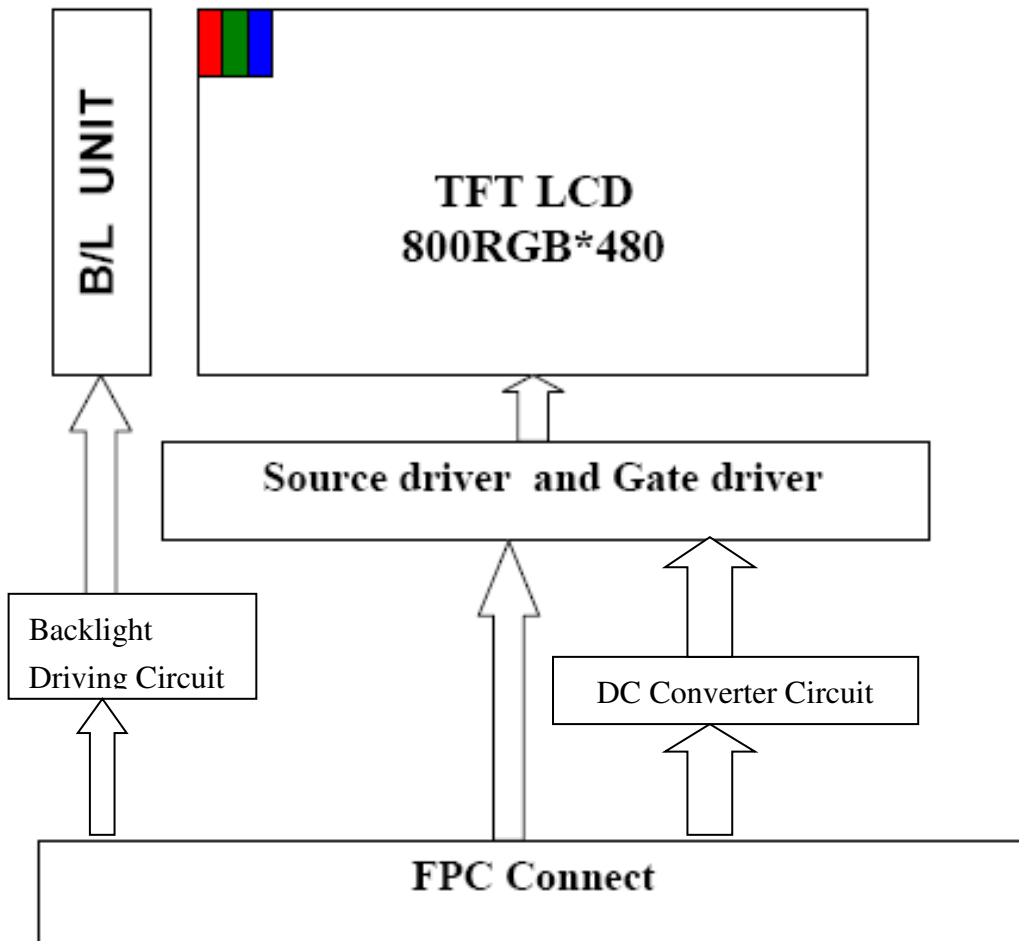 B/L UNIT
TFT LCD
800RGB*480
Source driver and Gate driver
Backlight
Driving Circuit
DC Converter Circuit
FPC Connect